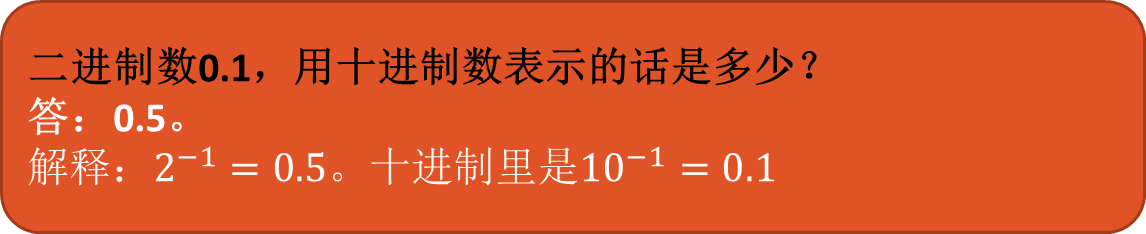 二进制数0.1，用十进制数表示的话是多少？
答：0.5。
解释：2⁻¹ = 0.5。十进制里是10⁻¹ = 0.1